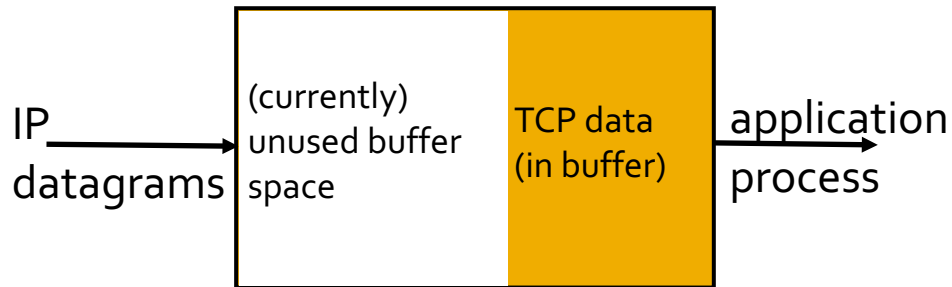 IP
datagrams
(currently)
unused buffer
space
TCP data
(in buffer)
application
process